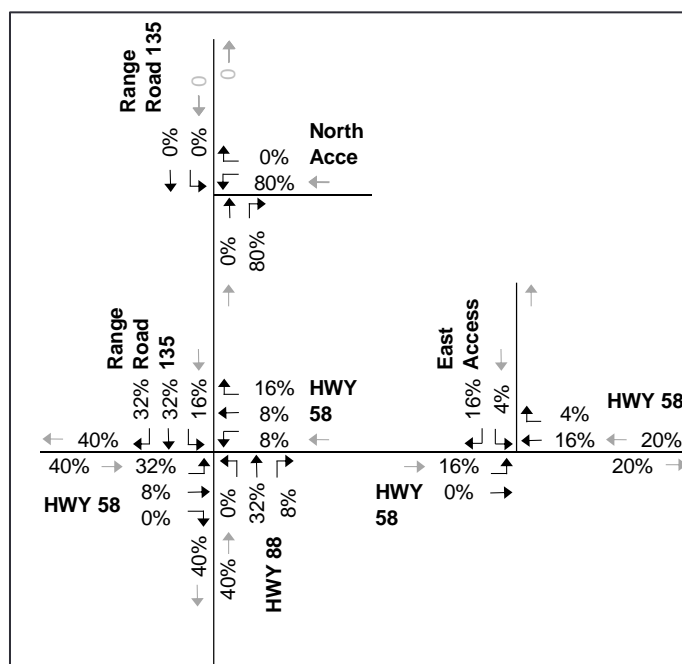 Range
Road 135
0
0
North
Acce
0%
0%
0%
80%
0%
80%
Range
Road
135
East
Access
32%
32%
16%
16%
8%
8%
HWY
58
16%
4%
4%
16%
HWY 58
20%
40%
40%
32%
8%
0%
HWY 58
0%
32%
8%
HWY 88
40%
40%
16%
0%
HWY
58
20%